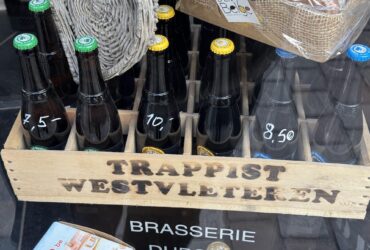 7,5-
10,-
8,50
TRAPPIST
WESTVLETEREN
BRASSERIE